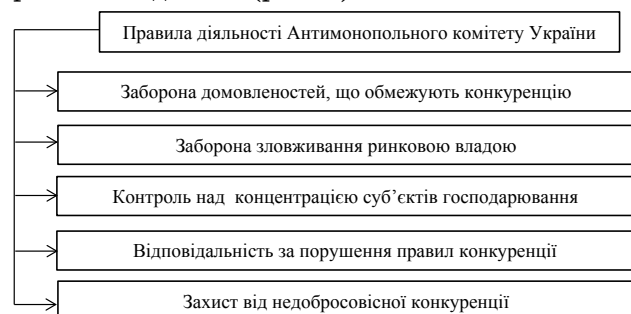 Правила діяльності Антимонопольного комітету України
Заборона домовленостей, що обмежують конкуренцію
Заборона зловживання ринковою владою
Контроль над концентрацією суб’єктів господарювання
Відповідальність за порушення правил конкуренції
Захист від недобросовісної конкуренції